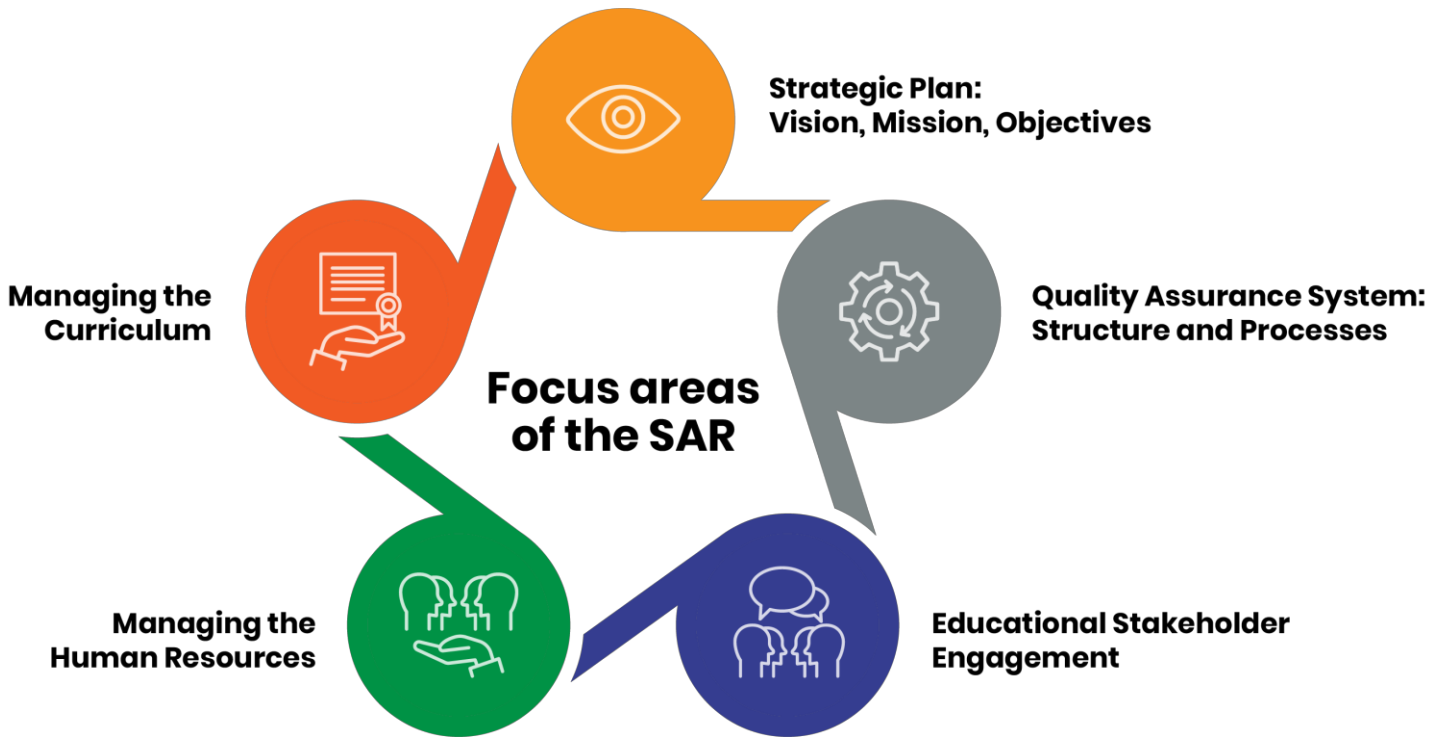 Strategic Plan:
Vision, Mission, Objectives
Quality Assurance System:
Structure and Processes
Educational Stakeholder
Engagement
Managing the
Human Resources
Managing the
Curriculum
Focus areas
of the SAR